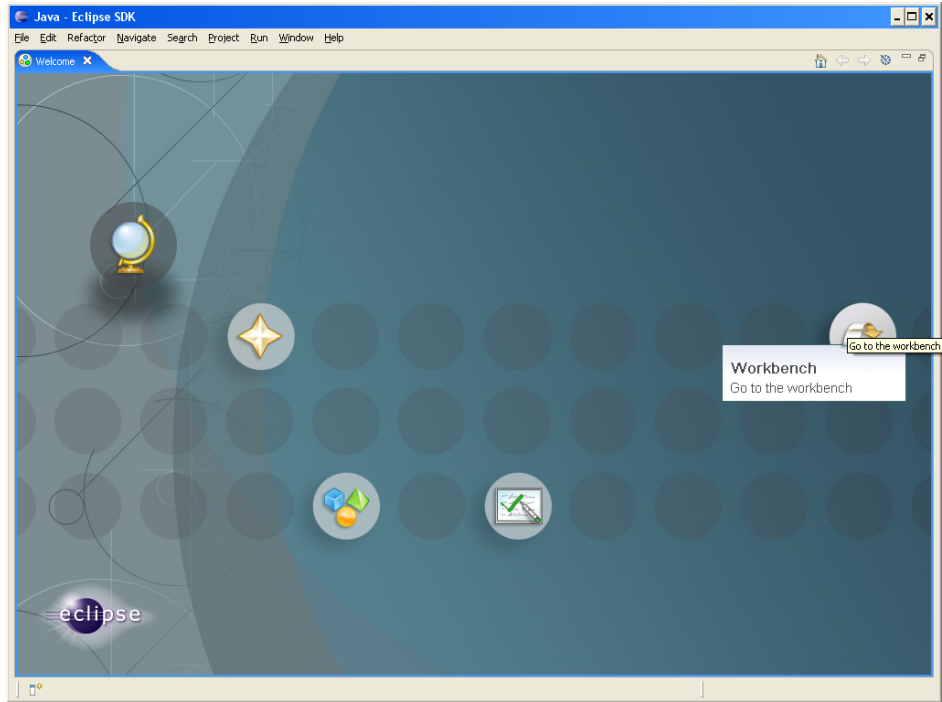 Java - Eclipse SDK
File Edit Refactor Navigate Search Project Run Window Help
Welcome
Go to the workbench
Workbench
Go to the workbench
eclipse